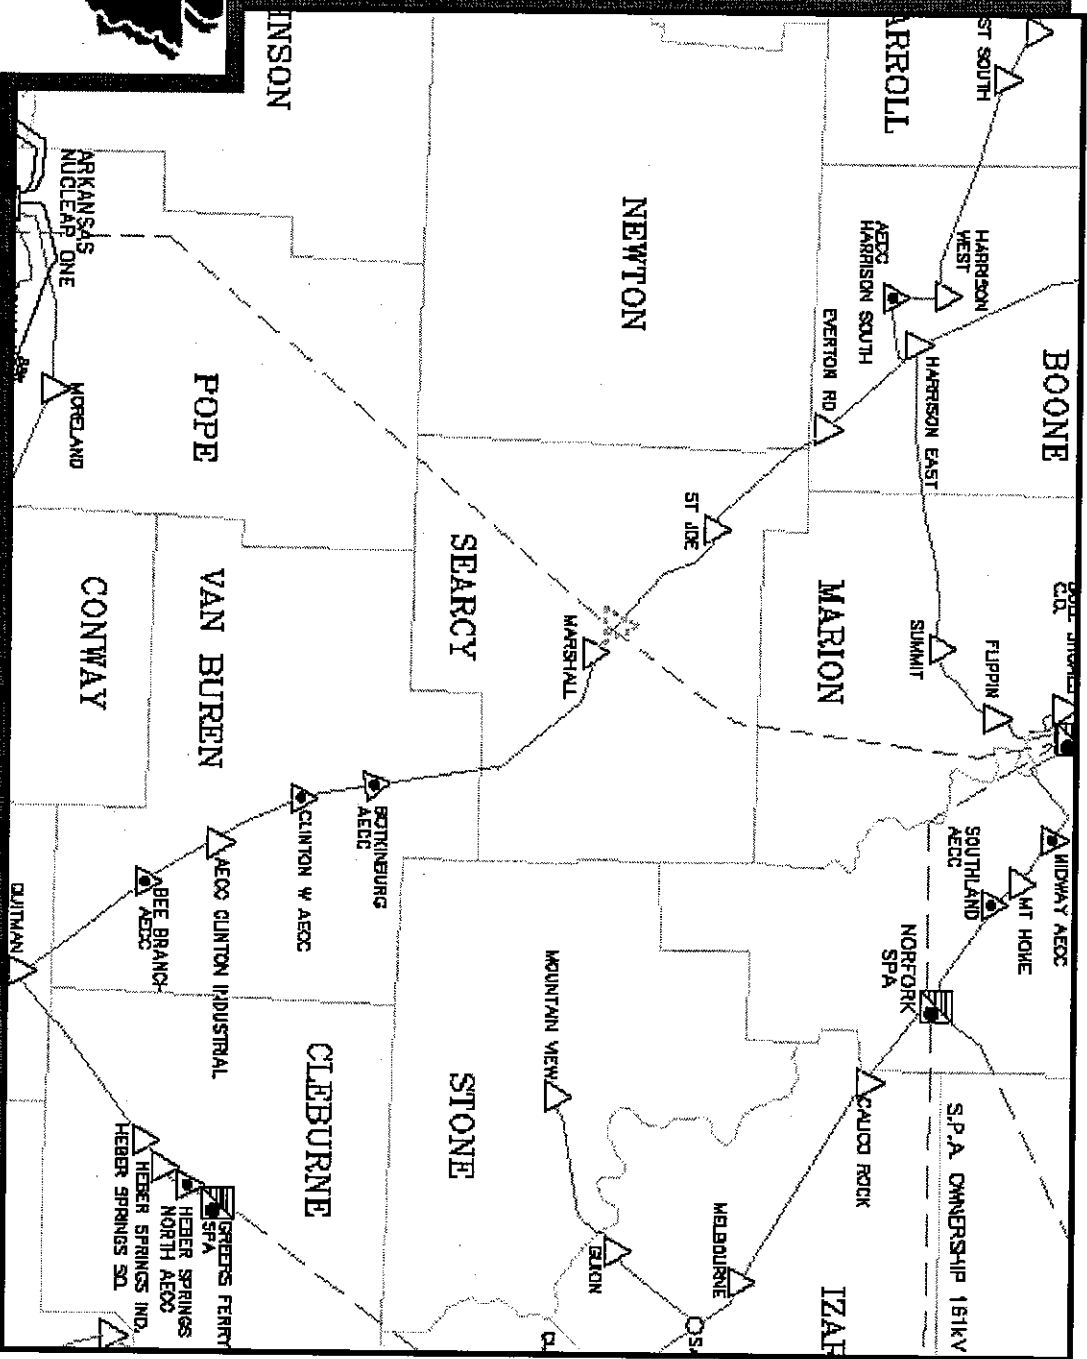 ARROLL
ST SOUTH
HARRISON
WEST
AECC
HARRISON SOUTH
BOONE
HARRISON EAST
EVERTON RD
NEWTON
NSON
ST JOE
MARION
SUMMIT
FLIPPIN
C.D.
MARSHALL
SEARCY
POPE
ARKANSAS
NUCLEAR ONE
MORELAND
VAN BUREN
CONWAY
MIDWAY AECC
MT HOME
SOUTHLAND
AECC
NORFORK
SPA
BOTKINBURG
AECC
CLINTON W AECC
AECC CLINTON INDUSTRIAL
BEE BRANCH
AECC
QUITMAN
MOUNTAIN VIEW
STONE
CLEBURNE
CALICO ROCK
S.P.A. OWNERSHIP 161kV
MELBOURNE
GUION
IZAR
GREERS FERRY
SPA
HEBER SPRINGS
NORTH AECC
HEBER SPRINGS IND.
HEBER SPRINGS SO.